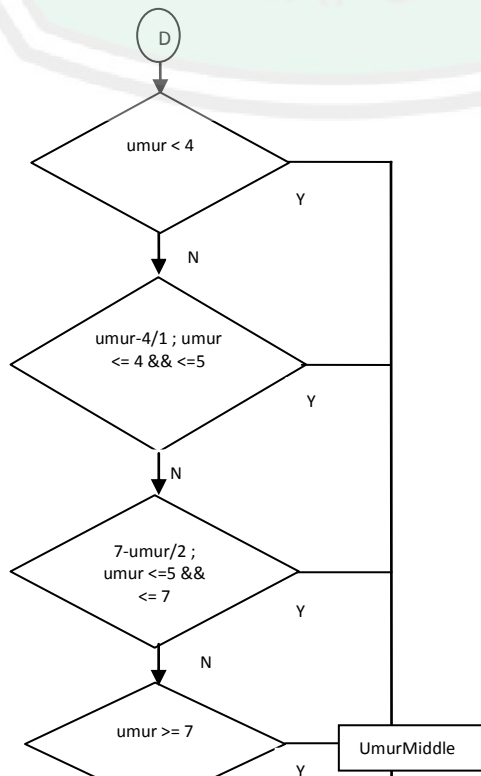 D
umur < 4
Y
N
umur-4/1 ; umur
<= 4 && <=5
Y
N
7-umur/2 ;
umur <=5 &&
<= 7
Y
N
umur >= 7
UmurMiddle
Y